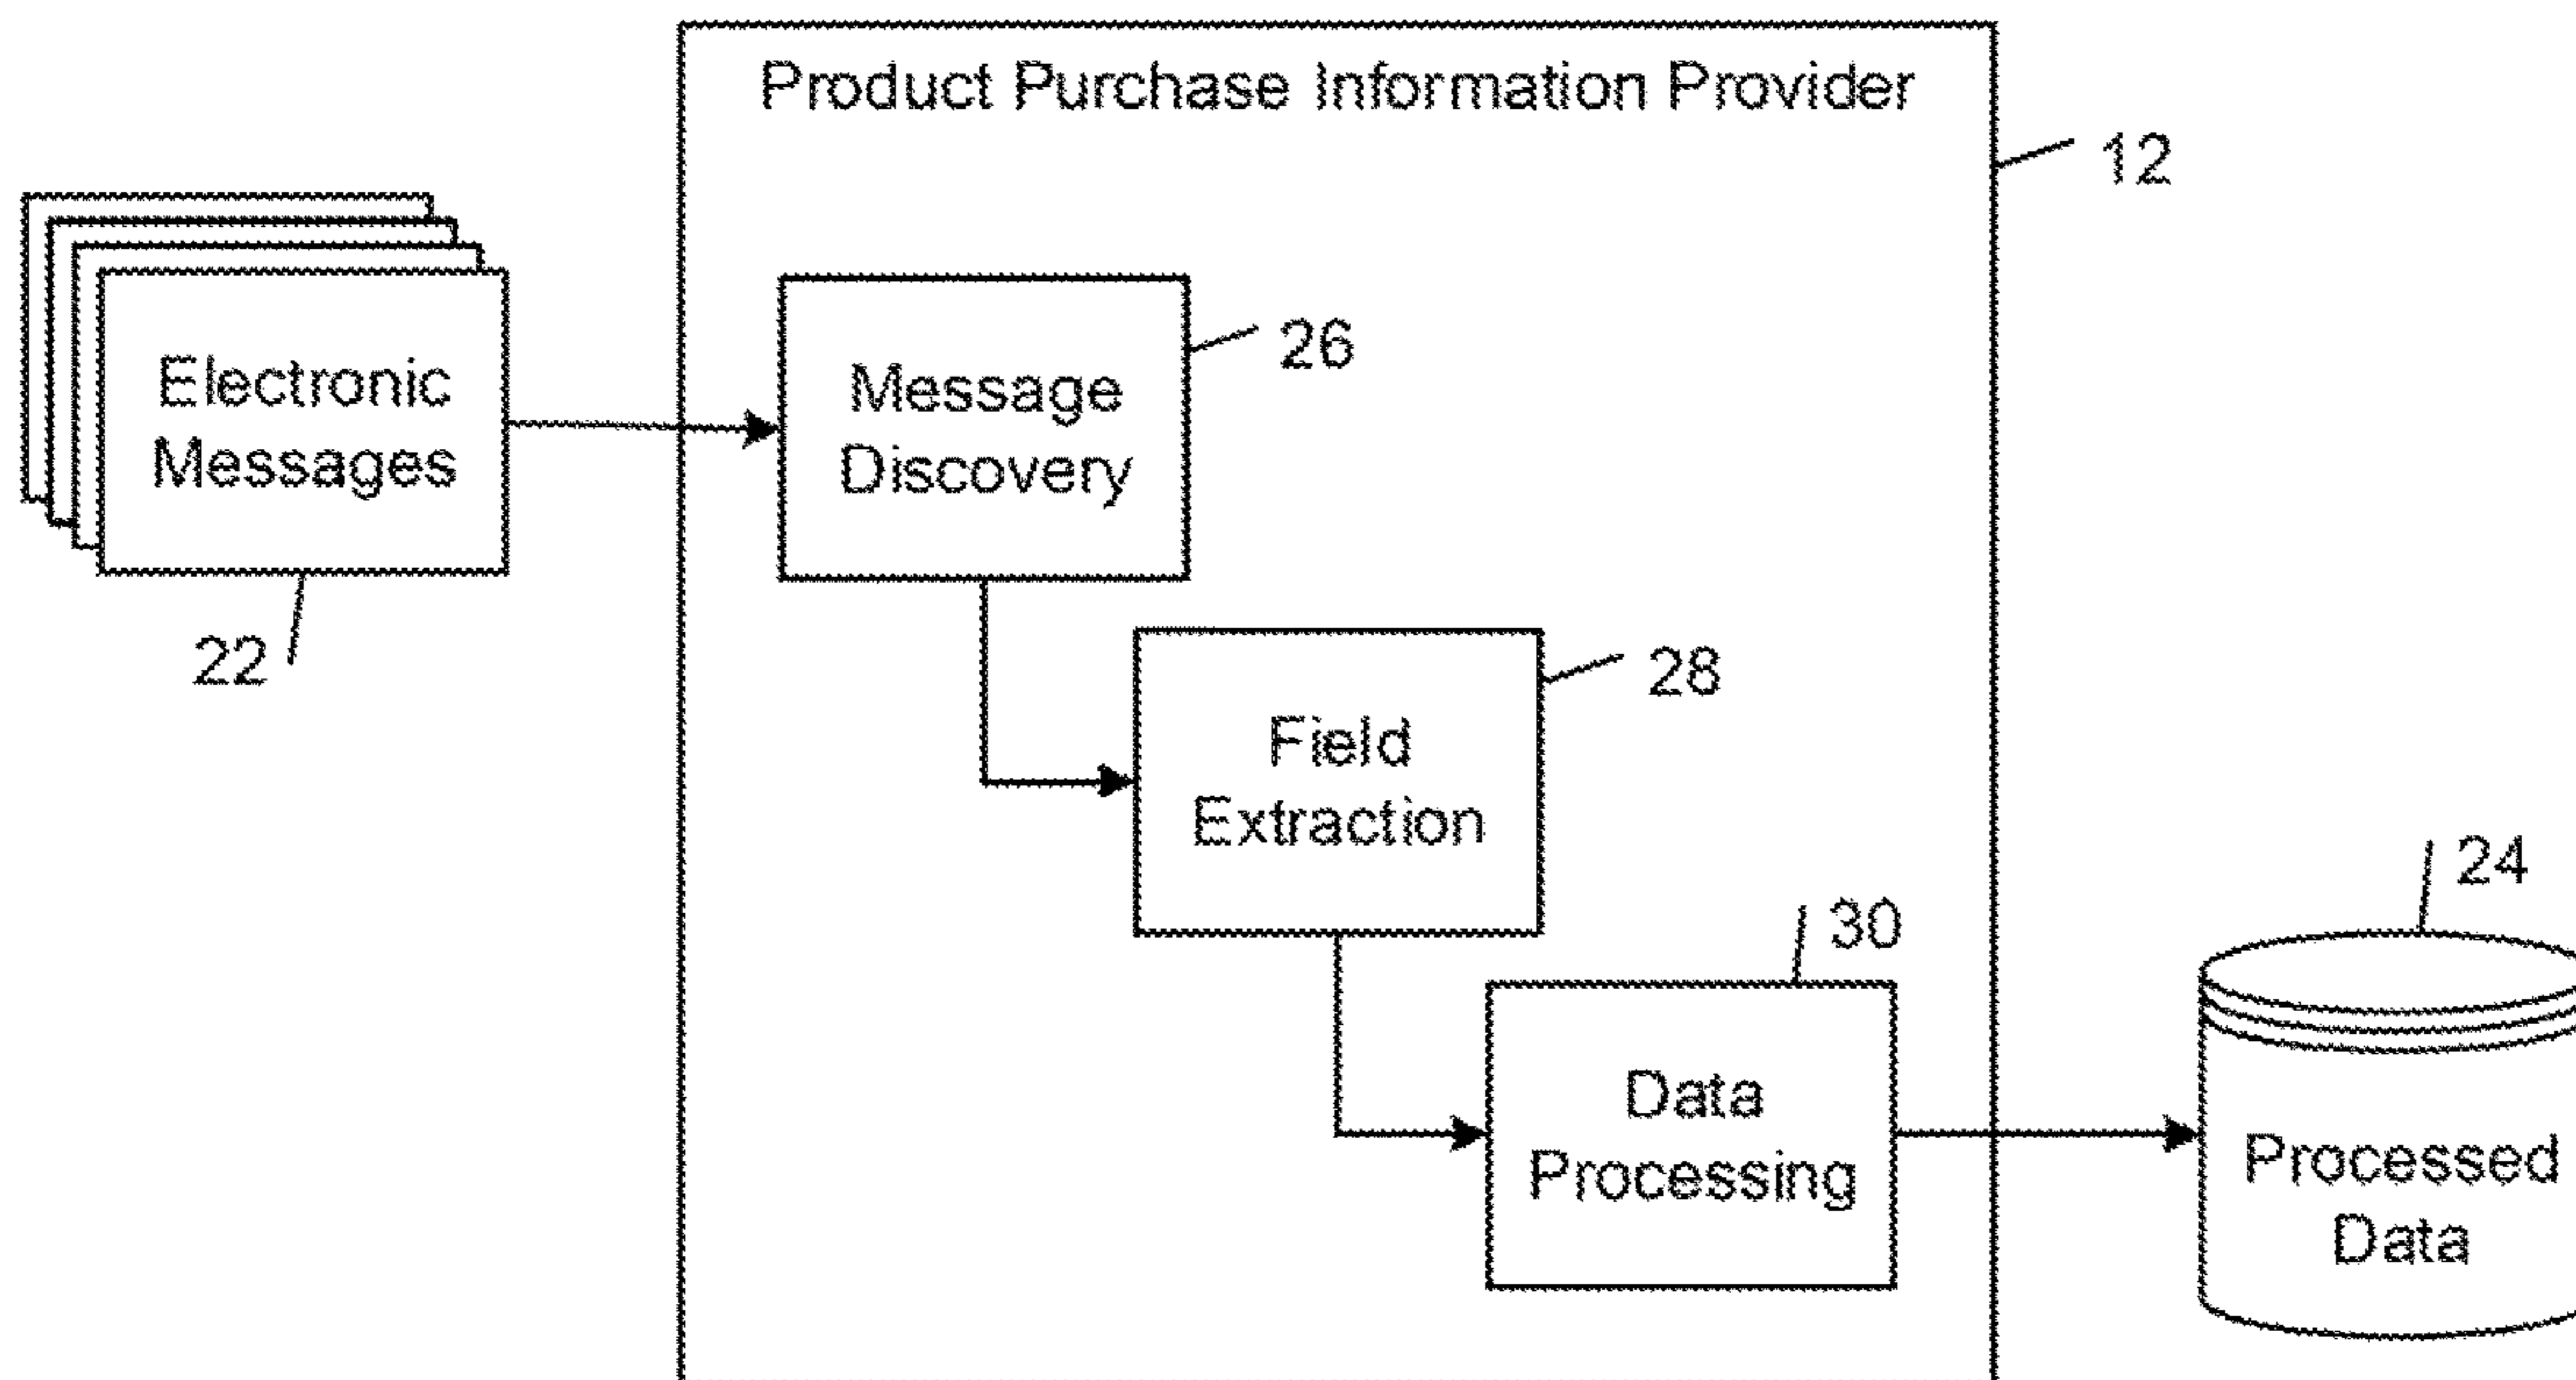 Product Purchase Information Provider
12
Electronic
Messages
22
Message
Discovery
26
Field
Extraction
28
Data
Processing
30
Processed
Data
24